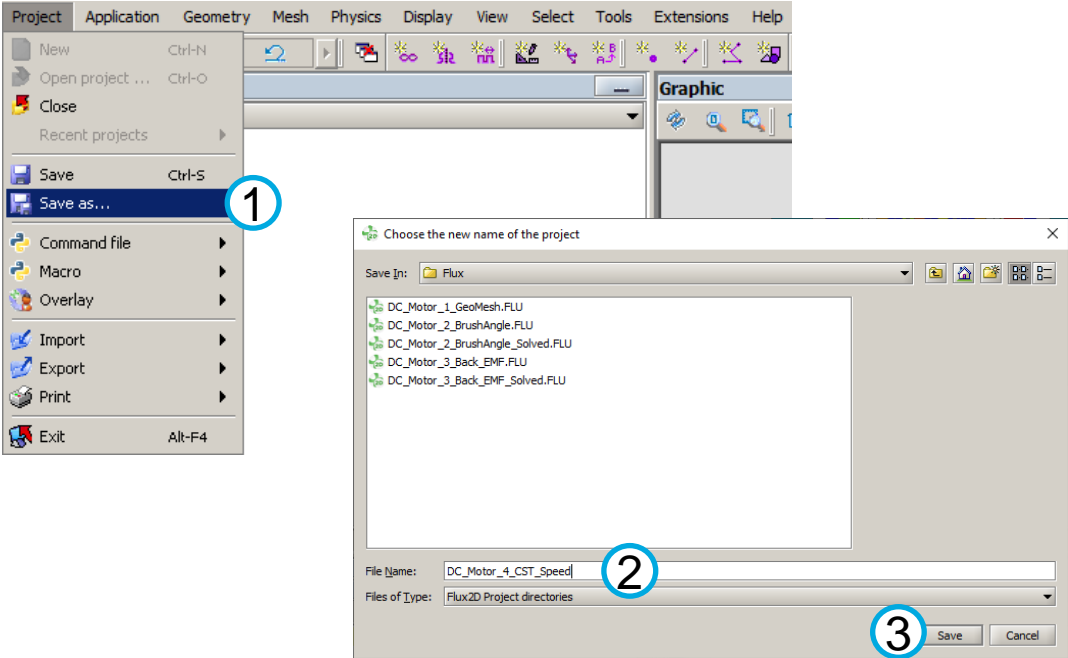 Project Application Geometry Mesh Physics Display View Select Tools Extensions Help
New Ctrl-N
Open project ... Ctrl-O
Close
Recent projects
Save Ctrl-S
Save as...
1
Command file
Macro
Overlay
Import
Export
Print
Exit Alt-F4
Graphic
Choose the new name of the project
Save In: Flux
DC_Motor_1_GeoMesh.FLU
DC_Motor_2_BrushAngle.FLU
DC_Motor_2_BrushAngle_Solved.FLU
DC_Motor_3_Back_EMF.FLU
DC_Motor_3_Back_EMF_Solved.FLU
File Name: DC_Motor_4_CST_Speed
2
Files of Type: Flux2D Project directories
3
Save Cancel